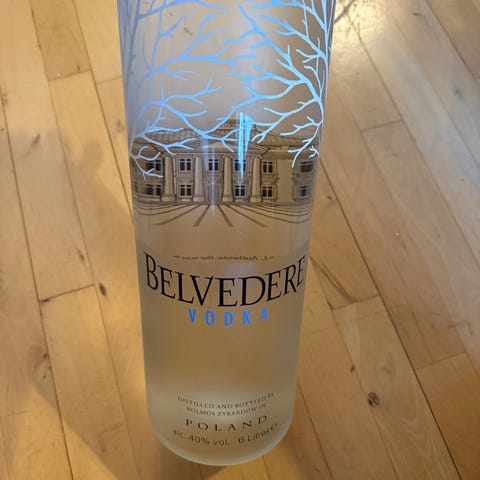 BELVEDERE
VODKA
DISTILLED AND BOTTLED BY
POLMOS ŻYRARDÓW IN
POLAND
alc. 40% vol. 6 Litres e